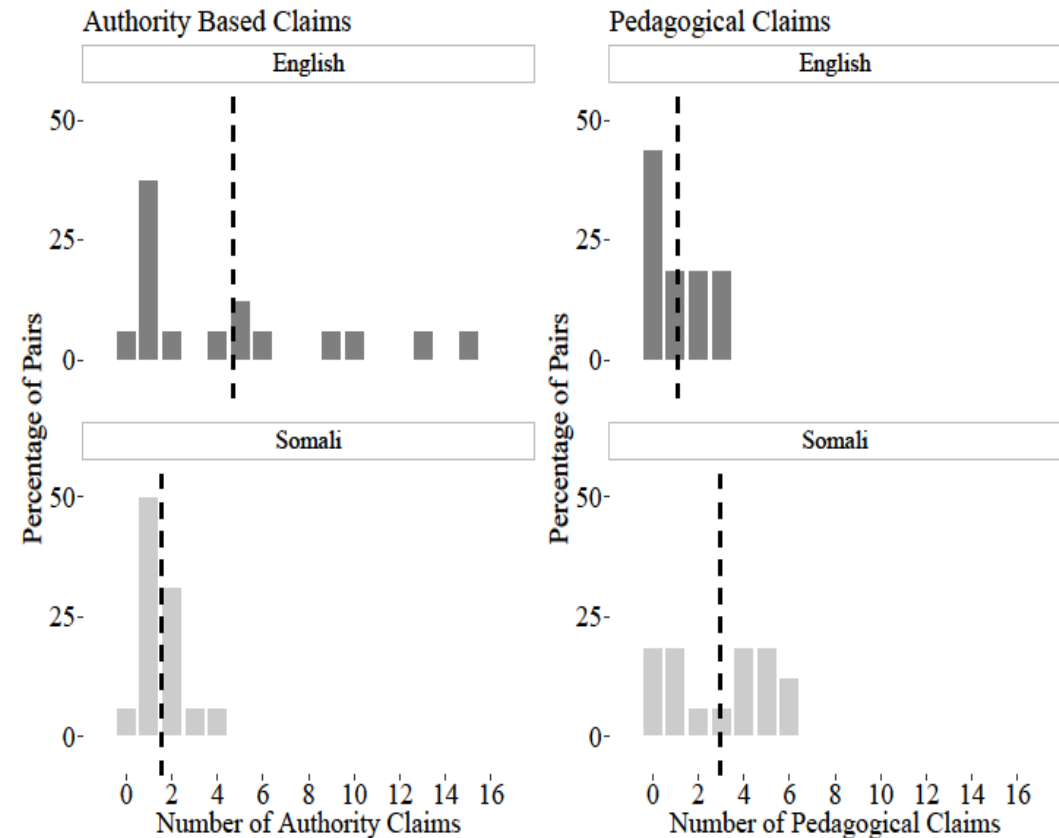 Authority Based Claims
English
50
25
0
Somali
50
25
0
Percentage of Pairs
0 2 4 6 8 10 12 14 16
Number of Authority Claims
Pedagogical Claims
English
50
25
0
Somali
50
25
0
Percentage of Pairs
0 2 4 6 8 10 12 14 16
Number of Pedagogical Claims